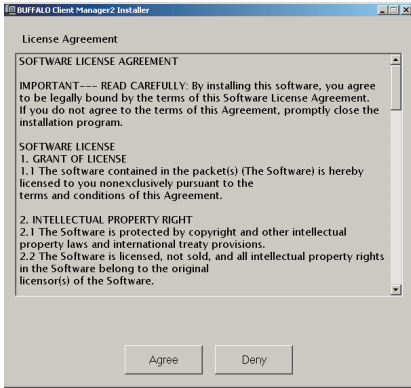 BUFFALO Client Manager2 Installer
License Agreement
SOFTWARE LICENSE AGREEMENT
IMPORTANT--- READ CAREFULLY: By installing this software, you agree
to be legally bound by the terms of this Software License Agreement.
If you do not agree to the terms of this Agreement, promptly close the
installation program.
SOFTWARE LICENSE
1. GRANT OF LICENSE
1.1 The software contained in the packet(s) (The Software) is hereby
licensed to you nonexclusively pursuant to the
terms and conditions of this Agreement.
2. INTELLECTUAL PROPERTY RIGHT
2.1 The Software is protected by copyright and other intellectual
property laws and international treaty provisions.
2.2 The Software is licensed, not sold, and all intellectual property rights
in the Software belong to the original
licensor(s) of the Software.
Agree
Deny